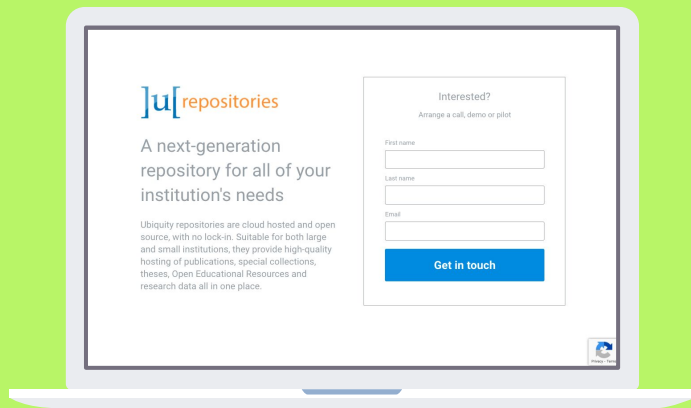 ]u[ repositories
A next-generation
repository for all of your
institution's needs
Ubiquity repositories are cloud hosted and open
source, with no lock-in. Suitable for both large
and small institutions, they provide high-quality
hosting of publications, special collections,
theses, Open Educational Resources and
research data all in one place.
Interested?
Arrange a call, demo or pilot
First name
Last name
Email
Get in touch
Privacy - Terms